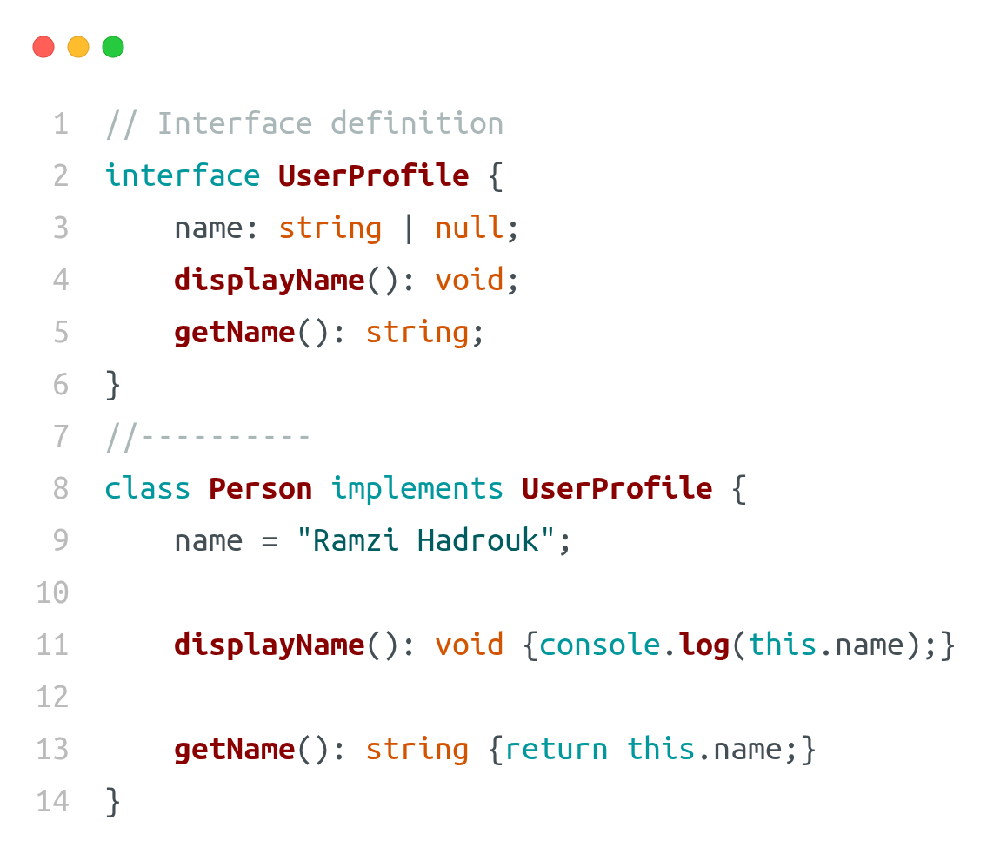 1 // Interface definition
2 interface UserProfile {
3     name: string | null;
4     displayName(): void;
5     getName(): string;
6 }
7 //----------
8 class Person implements UserProfile {
9     name = "Ramzi Hadrouk";
10
11     displayName(): void {console.log(this.name);}
12
13     getName(): string {return this.name;}
14 }